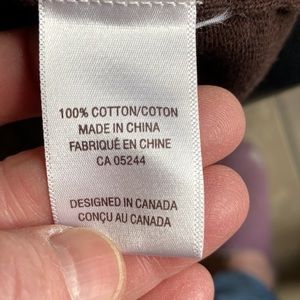 100% COTTON/COTON
MADE IN CHINA
FABRIQUÉ EN CHINE
CA 05244
DESIGNED IN CANADA
CONÇU AU CANADA